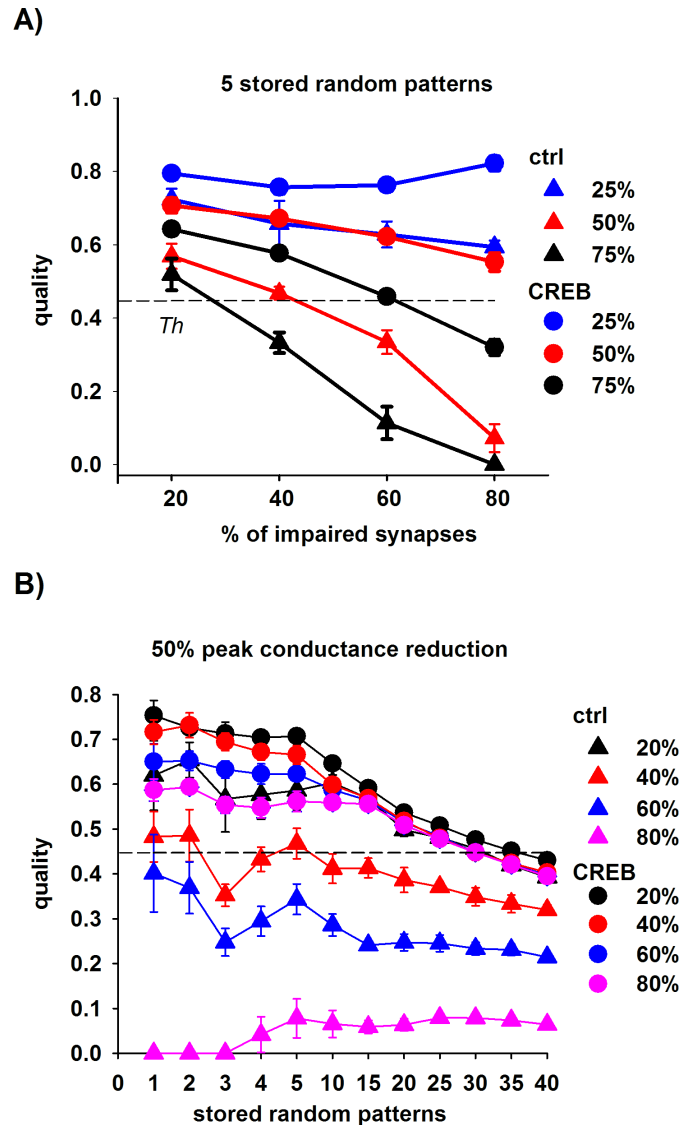 A)
5 stored random patterns
1.0
0.8
0.6
0.4
0.2
0.0
quality
Th
20 40 60 80
% of impaired synapses
ctrl
25%
50%
75%
CREB
25%
50%
75%
B)
50% peak conductance reduction
0.8
0.7
0.6
0.5
0.4
0.3
0.2
0.1
0.0
quality
0 1 2 3 4 5 10 15 20 25 30 35 40
stored random patterns
ctrl
20%
40%
60%
80%
CREB
20%
40%
60%
80%